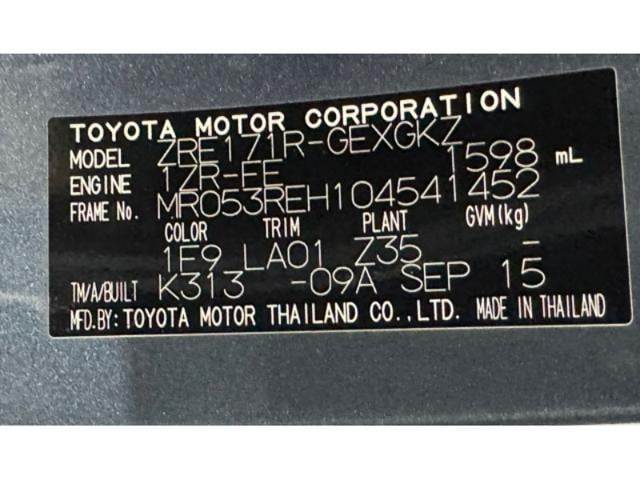 TOYOTA MOTOR CORPORATION
MODEL ZRE171R-GEXGKZ
ENGINE 1ZR-FE 1598 mL
FRAME No. MR053REH104541452
COLOR TRIM PLANT GVM(kg)
1E9 LA01 Z35 -
TM/A/BUILT K313 -09A SEP 15
MFD.BY: TOYOTA MOTOR THAILAND CO.,LTD. MADE IN THAILAND